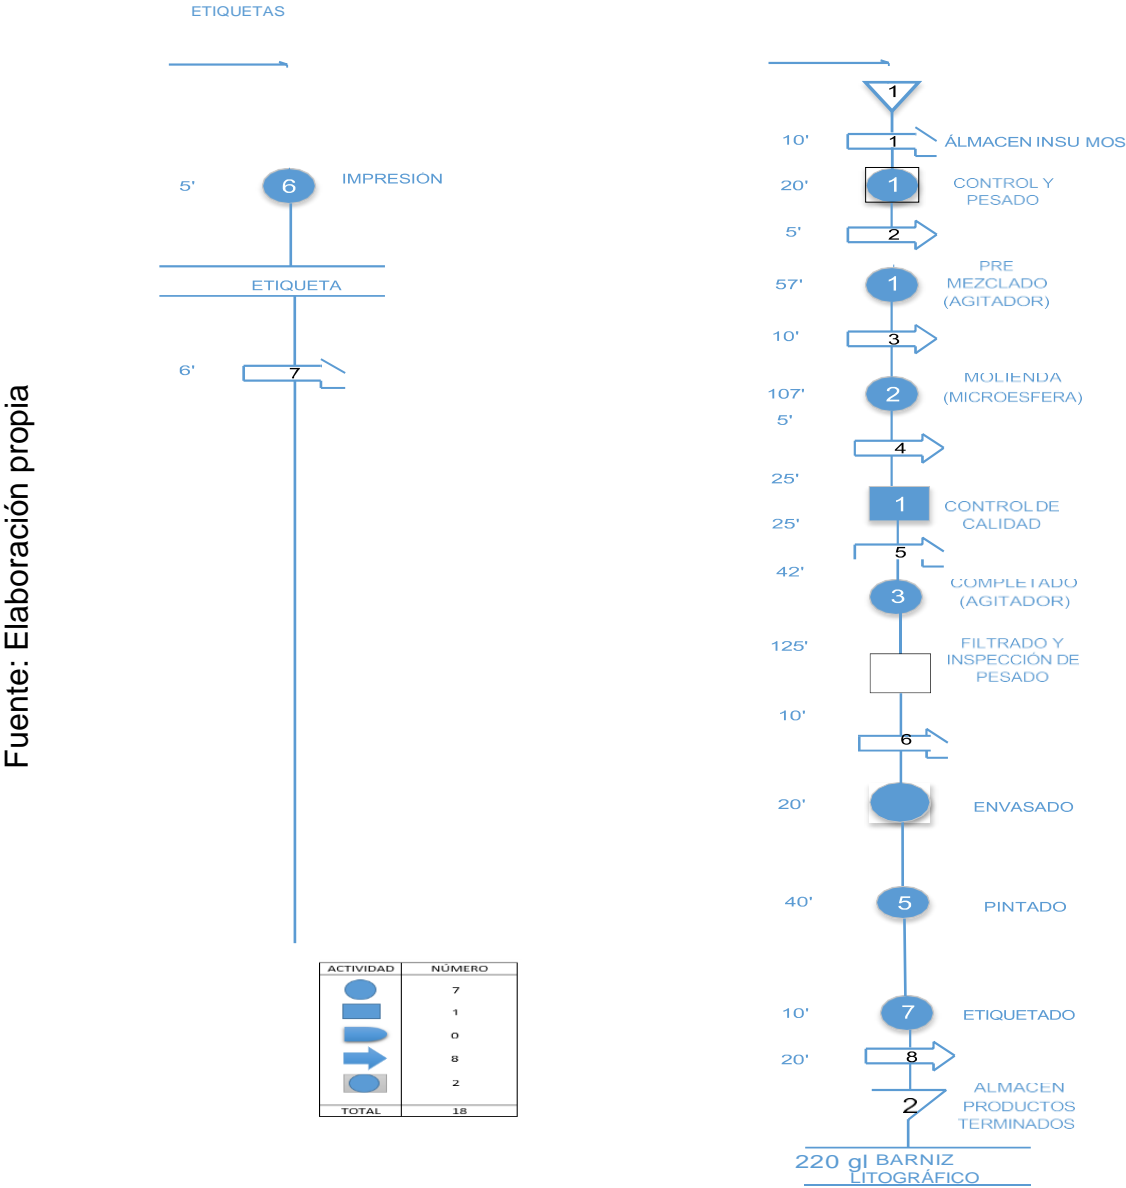 ETIQUETAS
5'
6
IMPRESIÓN
ETIQUETA
6'
7
Fuente: Elaboración propia
1
10'
1
ÁLMACEN INSU MOS
20'
1
CONTROL Y
PESADO
5'
2
57'
1
PRE
MEZCLADO
(AGITADOR)
10'
3
107'
2
MOLIENDA
(MICROESFERA)
5'
4
25'
1
CONTROL DE
CALIDAD
25'
5
42'
3
COMPLETADO
(AGITADOR)
125'
FILTRADO Y
INSPECCIÓN DE
PESADO
10'
6
20'
ENVASADO
40'
5
PINTADO
10'
7
ETIQUETADO
20'
8
2
ALMACEN
PRODUCTOS
TERMINADOS
220 gl BARNIZ
LITOGRÁFICO
ACTIVIDAD NÚMERO
7
1
0
8
2
TOTAL 18